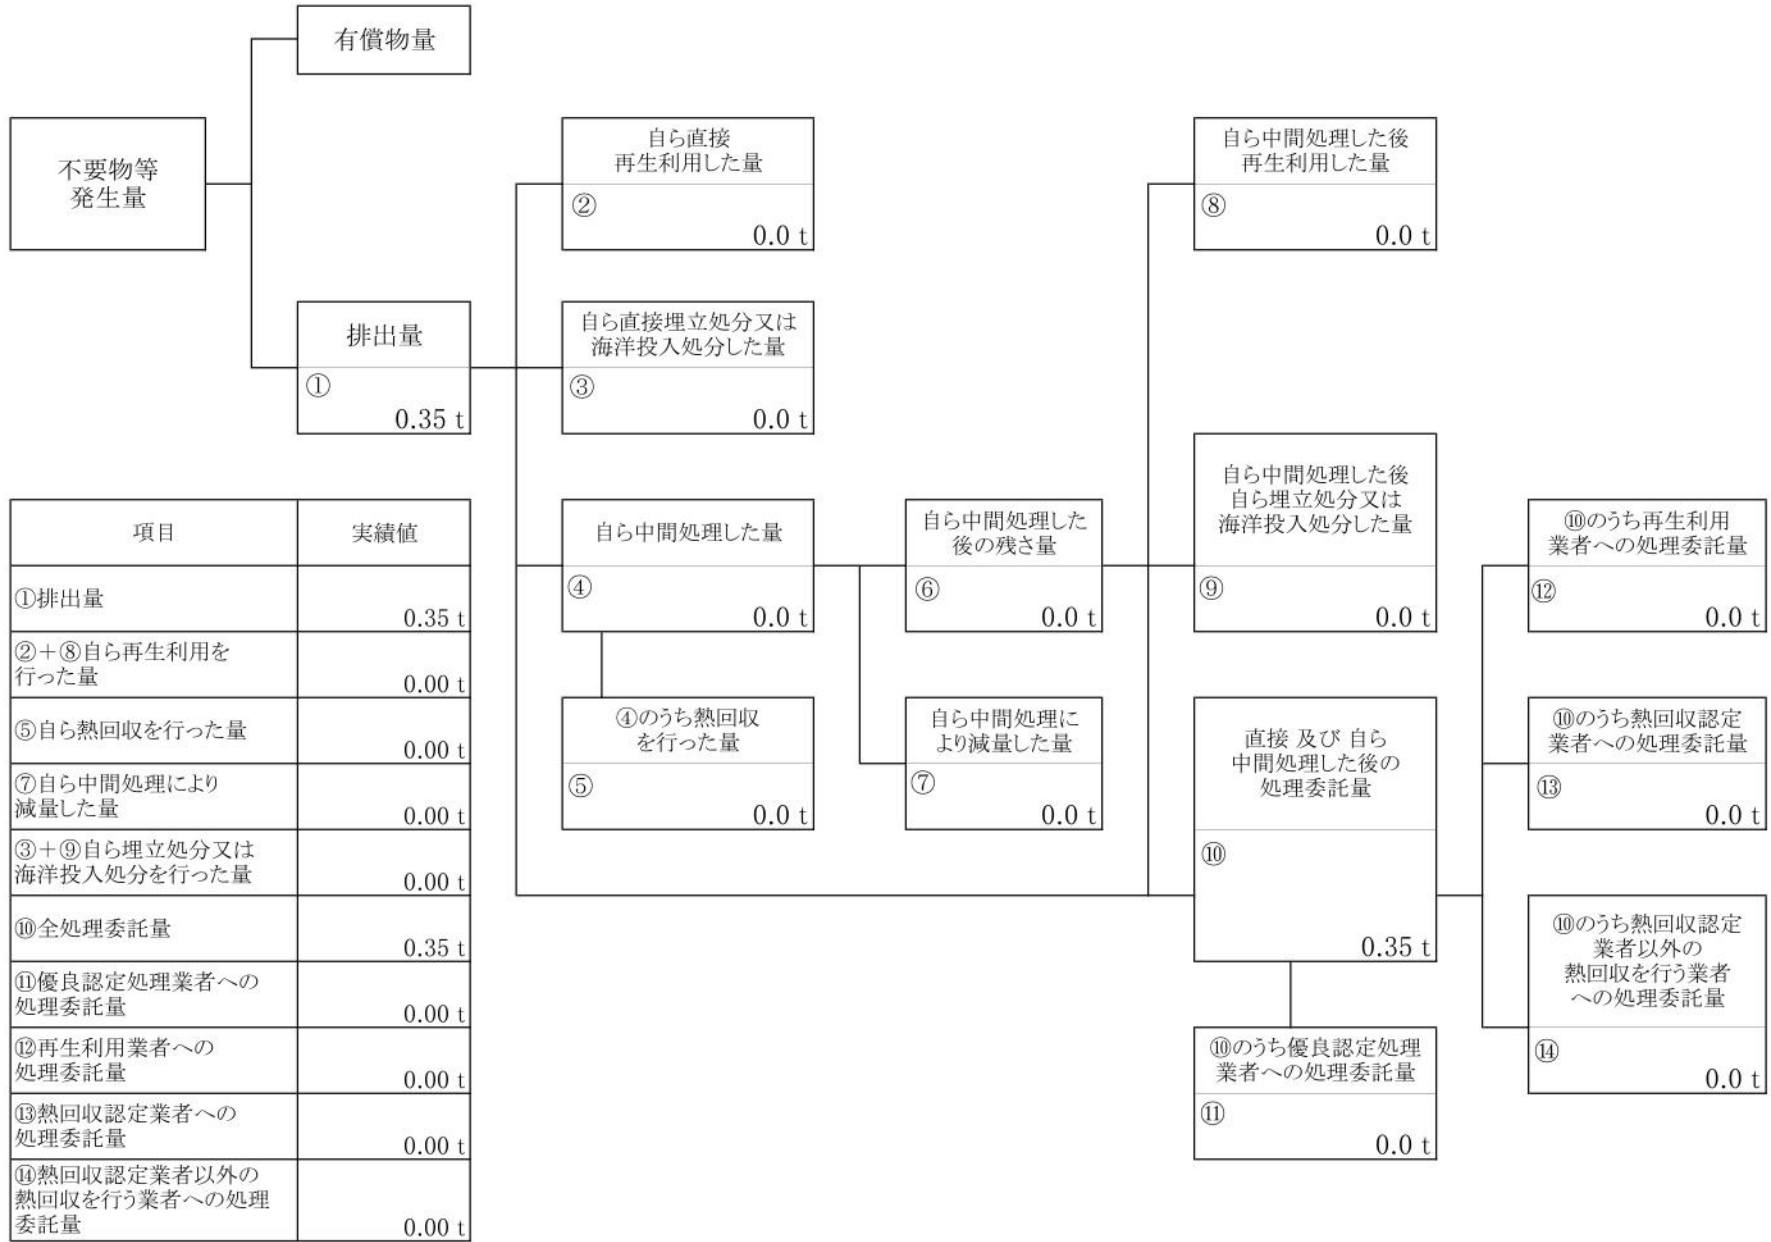 有償物量
不要物等
発生量
自ら直接
再生利用した量
②
0.0 t
自ら中間処理した後
再生利用した量
⑧
0.0 t
排出量
①
0.35 t
自ら直接埋立処分又は
海洋投入処分した量
③
0.0 t
自ら中間処理した量
④
0.0 t
自ら中間処理した
後の残さ量
⑥
0.0 t
自ら中間処理した後
自ら埋立処分又は
海洋投入処分した量
⑨
0.0 t
⑩のうち再生利用
業者への処理委託量
⑫
0.0 t
④のうち熱回収
を行った量
⑤
0.0 t
自ら中間処理に
より減量した量
⑦
0.0 t
直接 及び 自ら
中間処理した後の
処理委託量
⑩
0.35 t
⑩のうち熱回収認定
業者への処理委託量
⑬
0.0 t
⑩のうち熱回収認定
業者以外の
熱回収を行う業者
への処理委託量
⑭
0.0 t
⑩のうち優良認定処理
業者への処理委託量
⑪
0.0 t
項目 実績値
①排出量
0.35 t
②＋⑧自ら再生利用を
行った量
0.00 t
⑤自ら熱回収を行った量
0.00 t
⑦自ら中間処理により
減量した量
0.00 t
③＋⑨自ら埋立処分又は
海洋投入処分を行った量
0.00 t
⑩全処理委託量
0.35 t
⑪優良認定処理業者への
処理委託量
0.00 t
⑫再生利用業者への
処理委託量
0.00 t
⑬熱回収認定業者への
処理委託量
0.00 t
⑭熱回収認定業者以外の
熱回収を行う業者への処理
委託量
0.00 t